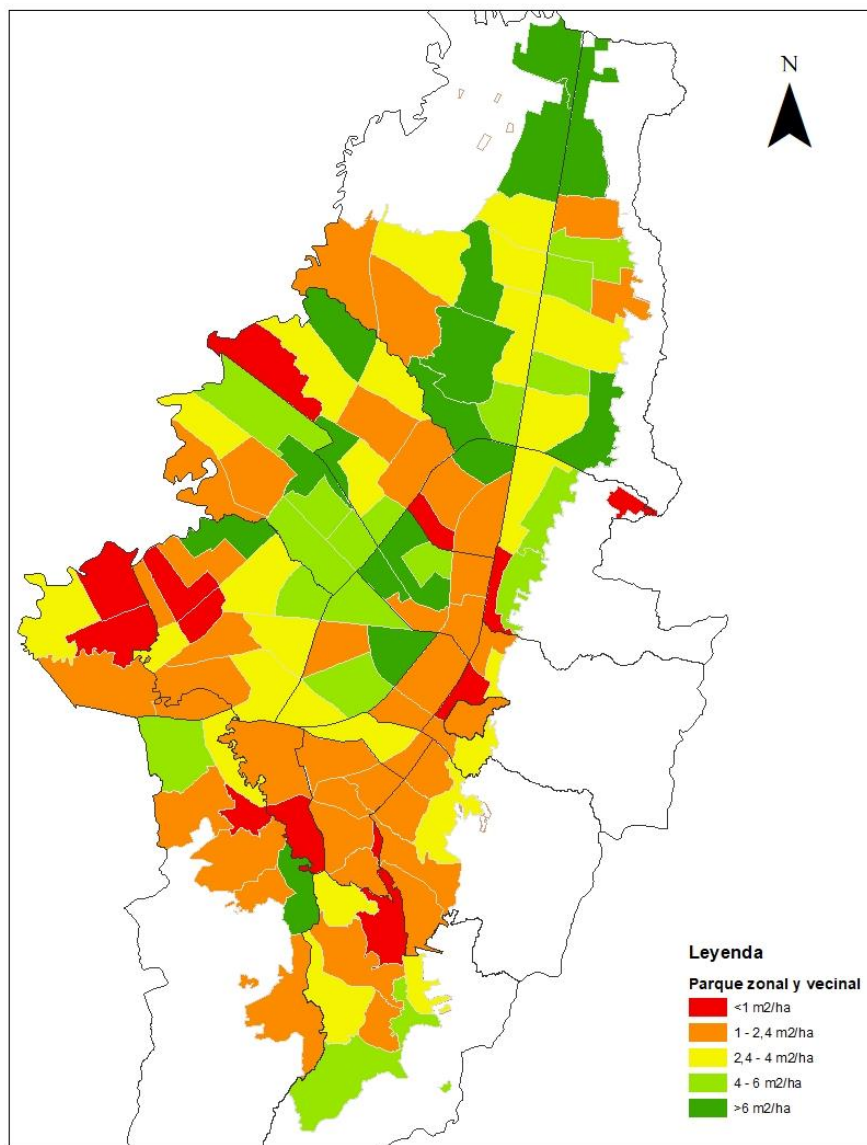 N
Leyenda
Parque zonal y vecinal
<1 m2/ha
1 - 2,4 m2/ha
2,4 - 4 m2/ha
4 - 6 m2/ha
>6 m2/ha